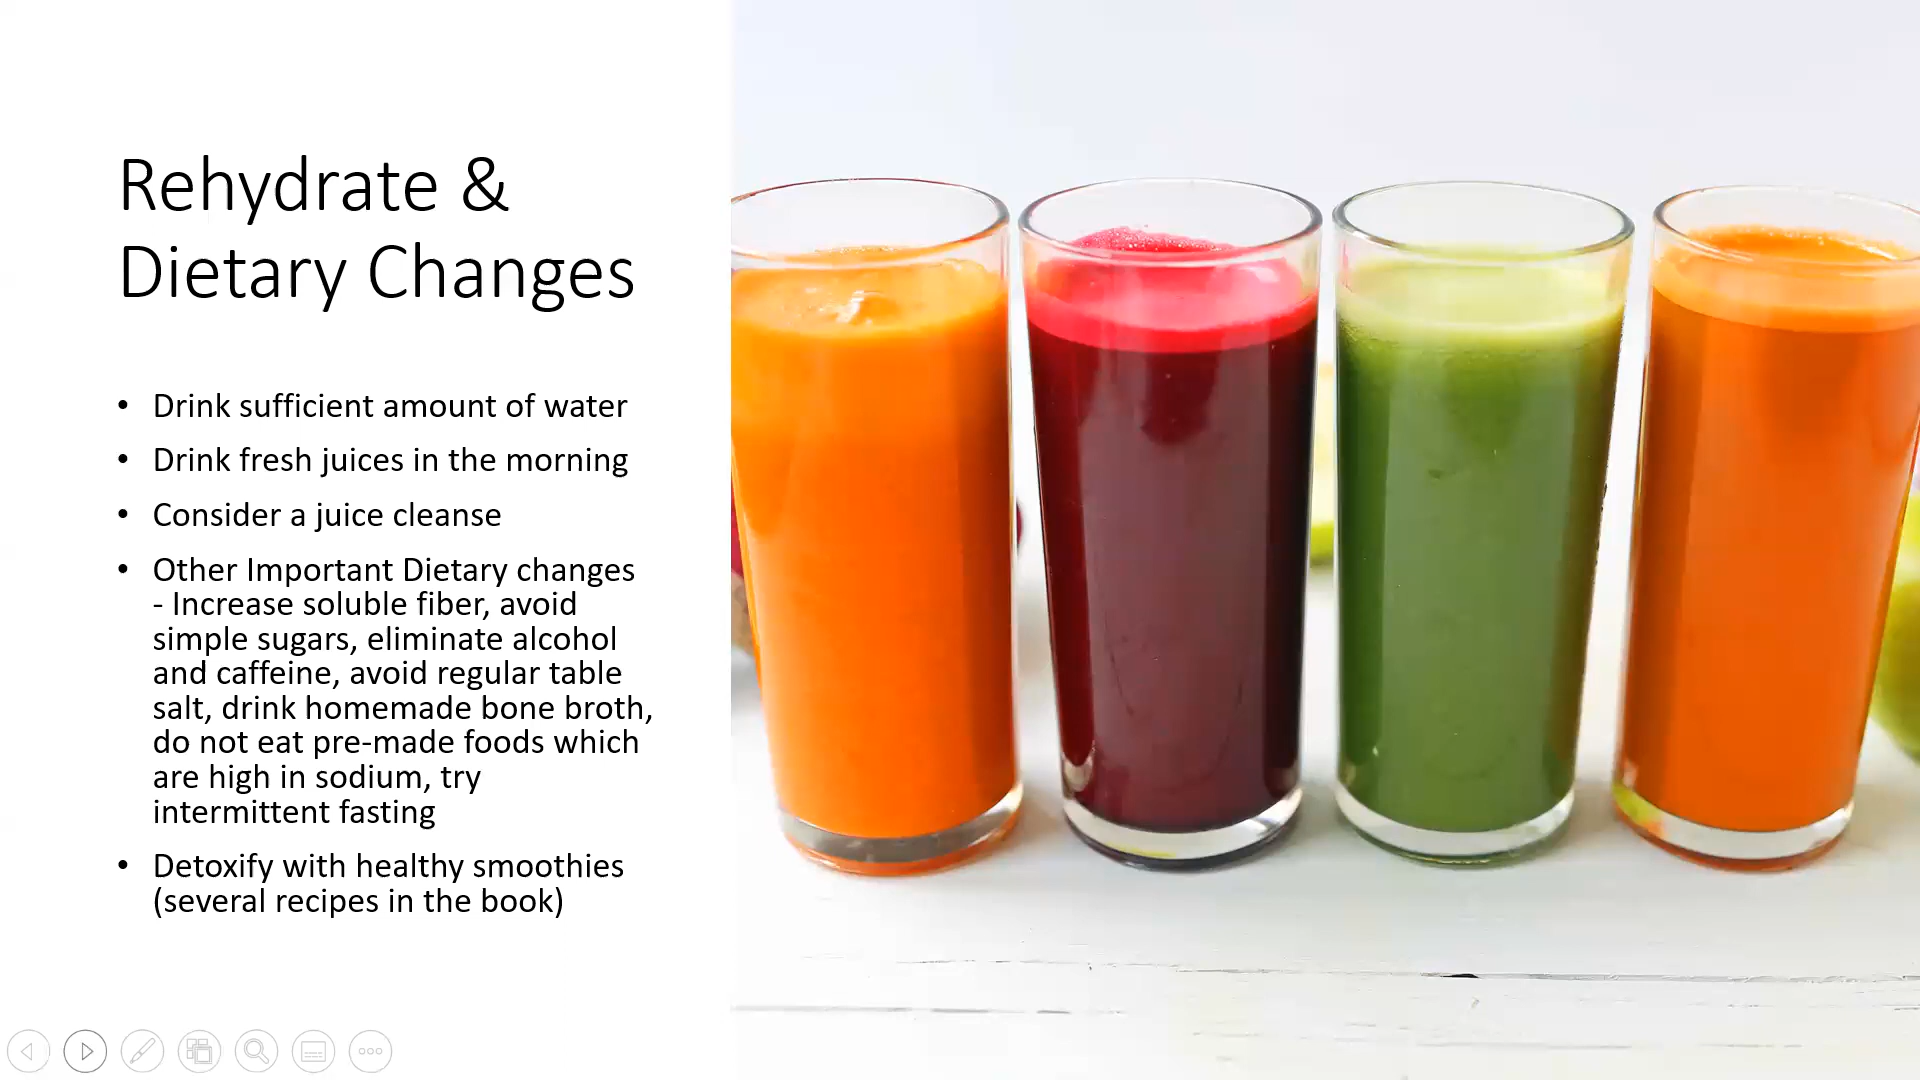 Rehydrate &
Dietary Changes
• Drink sufficient amount of water
• Drink fresh juices in the morning
• Consider a juice cleanse
• Other Important Dietary changes
- Increase soluble fiber, avoid
simple sugars, eliminate alcohol
and caffeine, avoid regular table
salt, drink homemade bone broth,
do not eat pre-made foods which
are high in sodium, try
intermittent fasting
• Detoxify with healthy smoothies
(several recipes in the book)